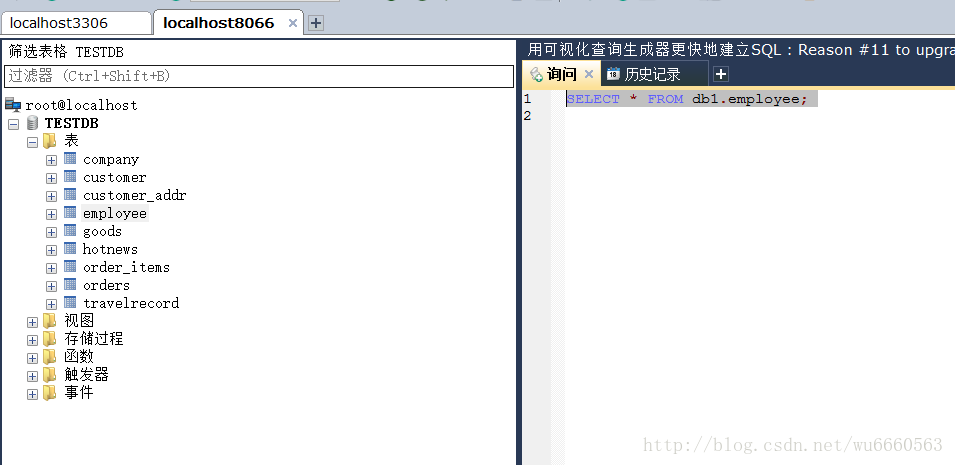 localhost3306
localhost8066
筛选表格 TESTDB
过滤器 (Ctrl+Shift+B)
root@localhost
TESTDB
表
company
customer
customer_addr
employee
goods
hotnews
order_items
orders
travelrecord
视图
存储过程
函数
触发器
事件
用可视化查询生成器更快地建立SQL : Reason #11 to upgra
询问
18 历史记录
1 SELECT * FROM db1.employee;
2
http://blog.csdn.net/wu6660563